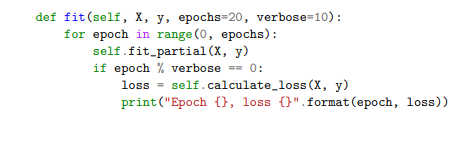 def fit(self, X, y, epochs=20, verbose=10):
    for epoch in range(0, epochs):
        self.fit_partial(X, y)
        if epoch % verbose == 0:
            loss = self.calculate_loss(X, y)
            print("Epoch {}, loss {}".format(epoch, loss))